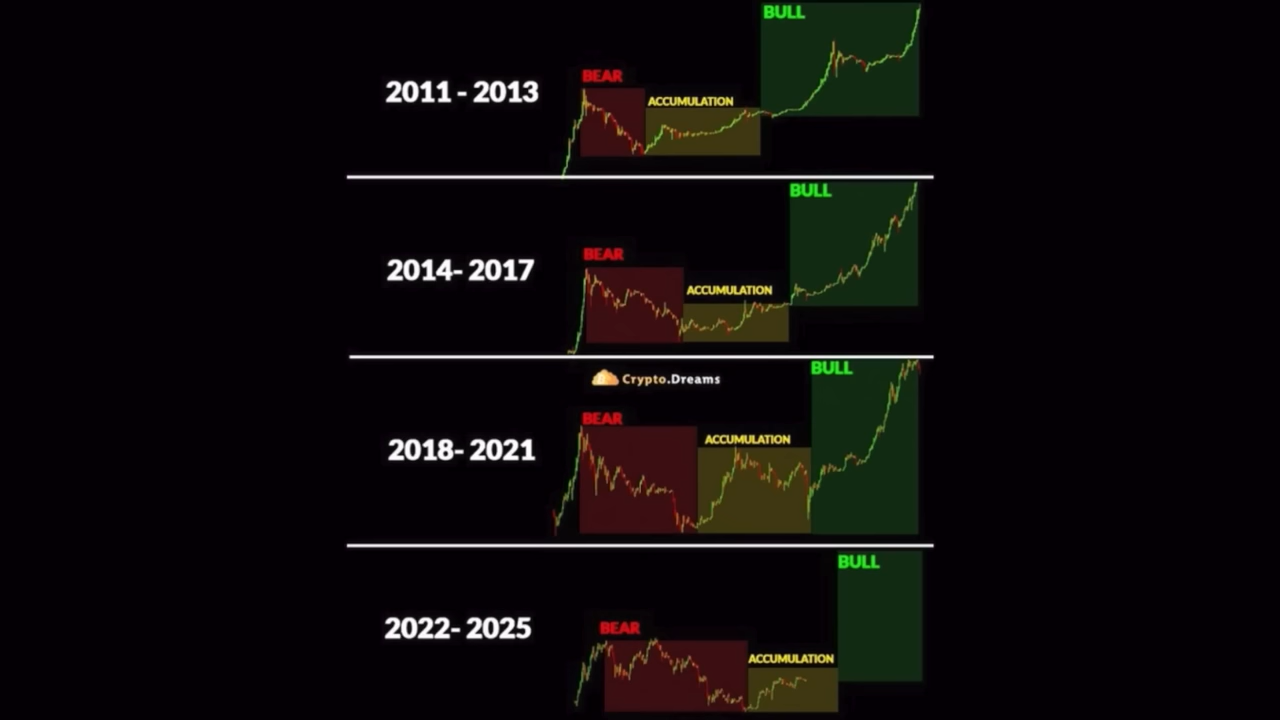 BULL
BEAR
2011 - 2013
ACCUMULATION
BULL
BEAR
2014- 2017
ACCUMULATION
Crypto.Dreams
BULL
BEAR
2018- 2021
ACCUMULATION
BULL
BEAR
2022- 2025
ACCUMULATION